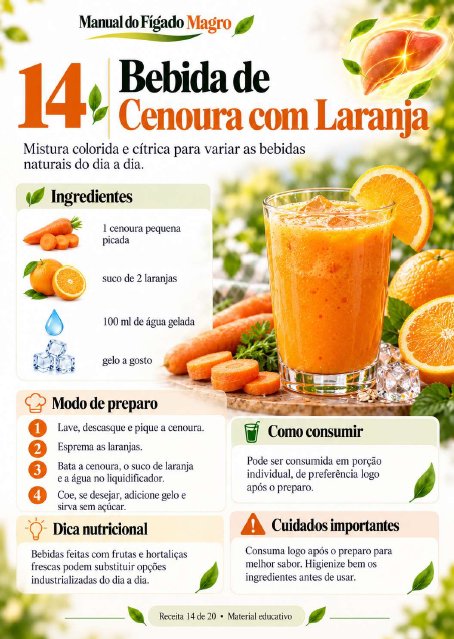 Manual do Fígado Magro
14
Bebida de
Cenoura com Laranja
Mistura colorida e cítrica para variar as bebidas
naturais do dia a dia.
Ingredientes
1 cenoura pequena
picada
suco de 2 laranjas
100 ml de água gelada
gelo a gosto
Modo de preparo
1 Lave, descasque e pique a cenoura.
2 Esprema as laranjas.
3 Bata a cenoura, o suco de laranja
e a água no liquidificador.
4 Coe, se desejar, adicione gelo e
sirva sem açúcar.
Como consumir
Pode ser consumida em porção
individual, de preferência logo
após o preparo.
Dica nutricional
Bebidas feitas com frutas e hortaliças
frescas podem substituir opções
industrializadas do dia a dia.
Cuidados importantes
Consuma logo após o preparo para
melhor sabor. Higienize bem os
ingredientes antes de usar.
Receita 14 de 20 • Material educativo